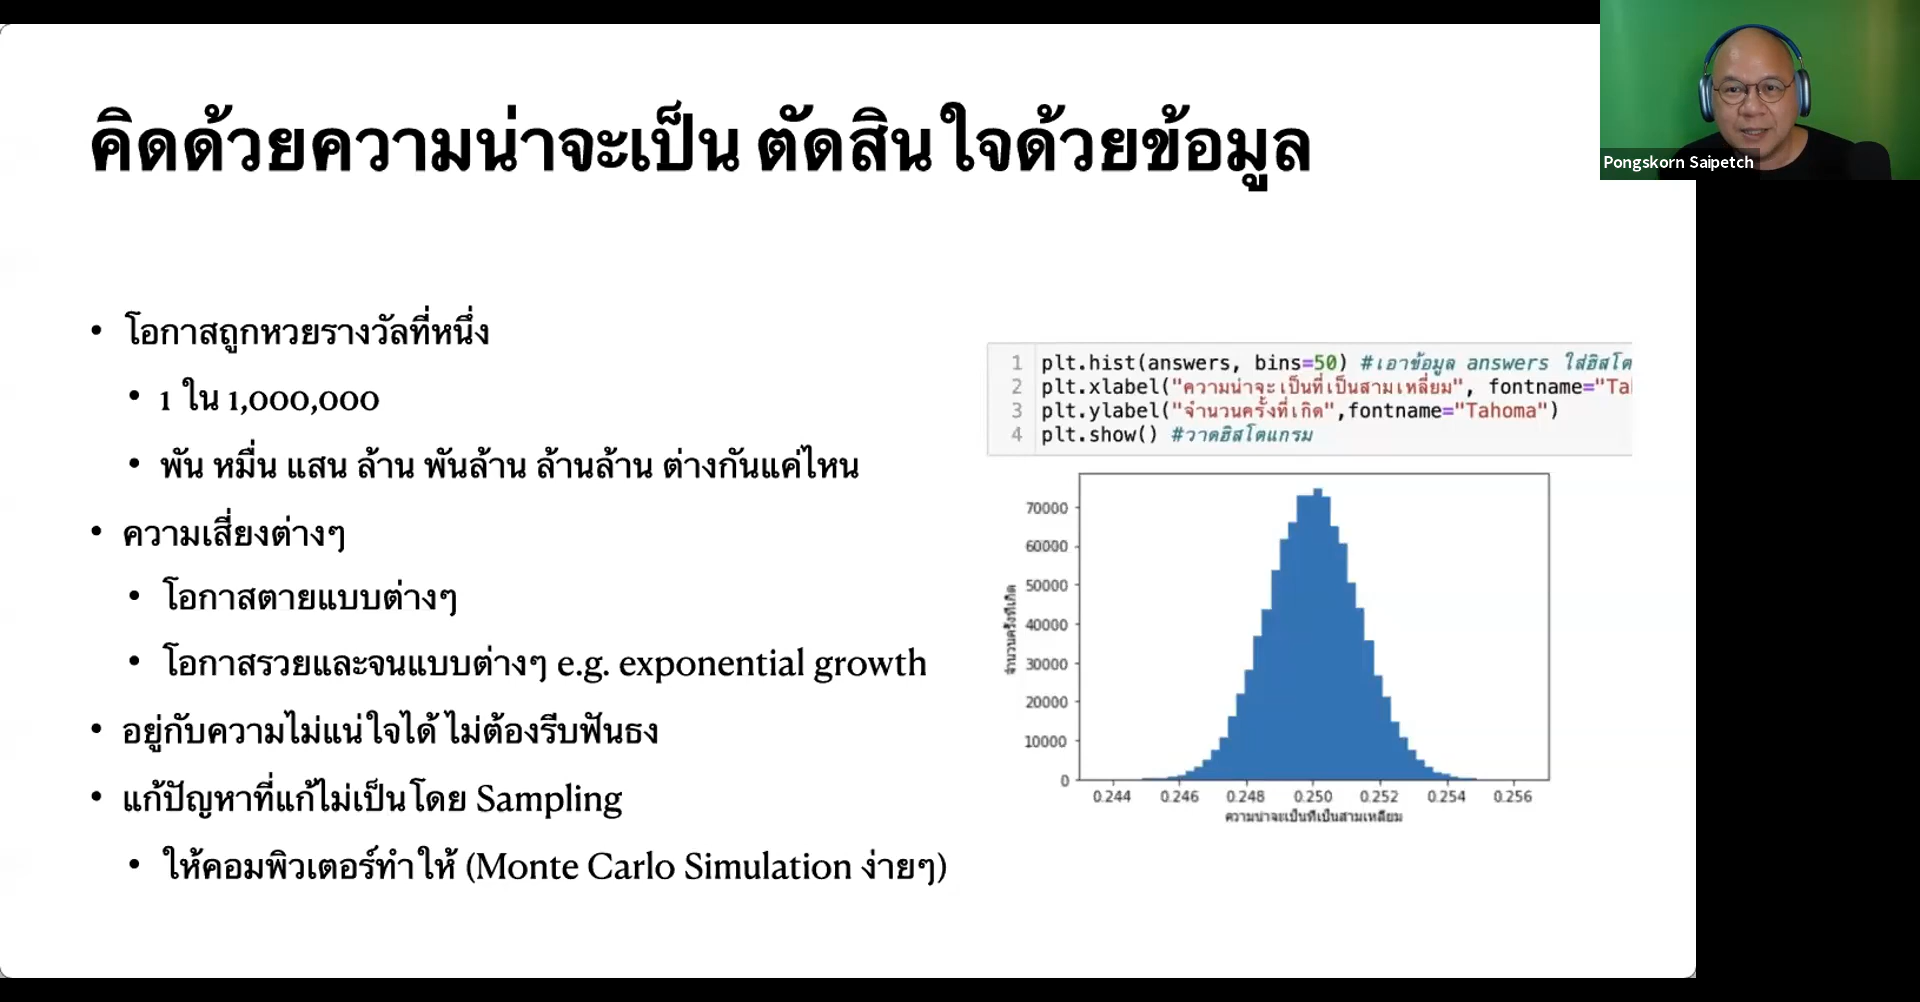 คิดด้วยความน่าจะเป็น ตัดสินใจด้วยข้อมูล
Pongskorn Saipetch
• โอกาสถูกหวยรางวัลที่หนึ่ง
• 1 ใน 1,000,000
• พัน หมื่น แสน ล้าน พันล้าน ล้านล้าน ต่างกันแค่ไหน
• ความเสี่ยงต่างๆ
• โอกาสตายแบบต่างๆ
• โอกาสรวยและจนแบบต่างๆ e.g. exponential growth
• อยู่กับความไม่แน่ใจได้ ไม่ต้องรีบฟันธง
• แก้ปัญหาที่แก้ไม่เป็นโดย Sampling
• ให้คอมพิวเตอร์ทำให้ (Monte Carlo Simulation ง่ายๆ)
1 plt.hist(answers, bins=50) #เอาข้อมูล answers ใส่ฮิสโต
2 plt.xlabel("ความน่าจะเป็นที่เป็นสามเหลี่ยม", fontname="Ta
3 plt.ylabel("จำนวนครั้งที่เกิด",fontname="Tahoma")
4 plt.show() #วาดฮิสโตแกรม
จำนวนครั้งที่เกิด
70000
60000
50000
40000
30000
20000
10000
0
0.244 0.246 0.248 0.250 0.252 0.254 0.256
ความน่าจะเป็นที่เป็นสามเหลี่ยม